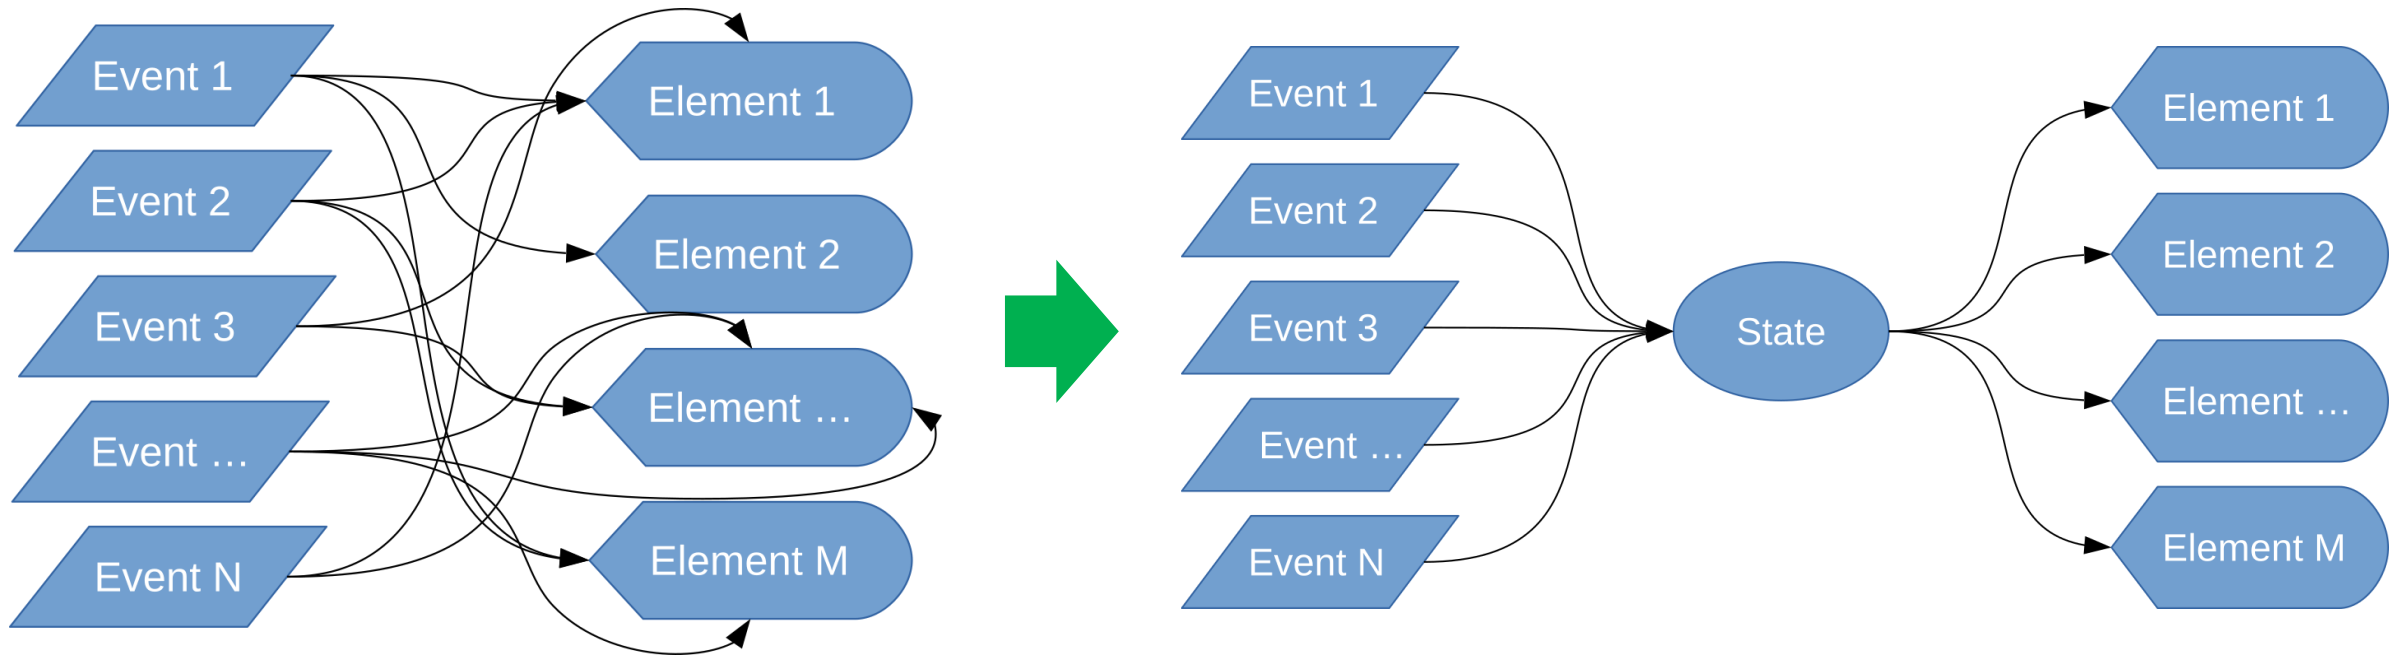 Event 1
Event 2
Event 3
Event …
Event N
Element 1
Element 2
Element …
Element M
Event 1
Event 2
Event 3
Event …
Event N
State
Element 1
Element 2
Element …
Element M